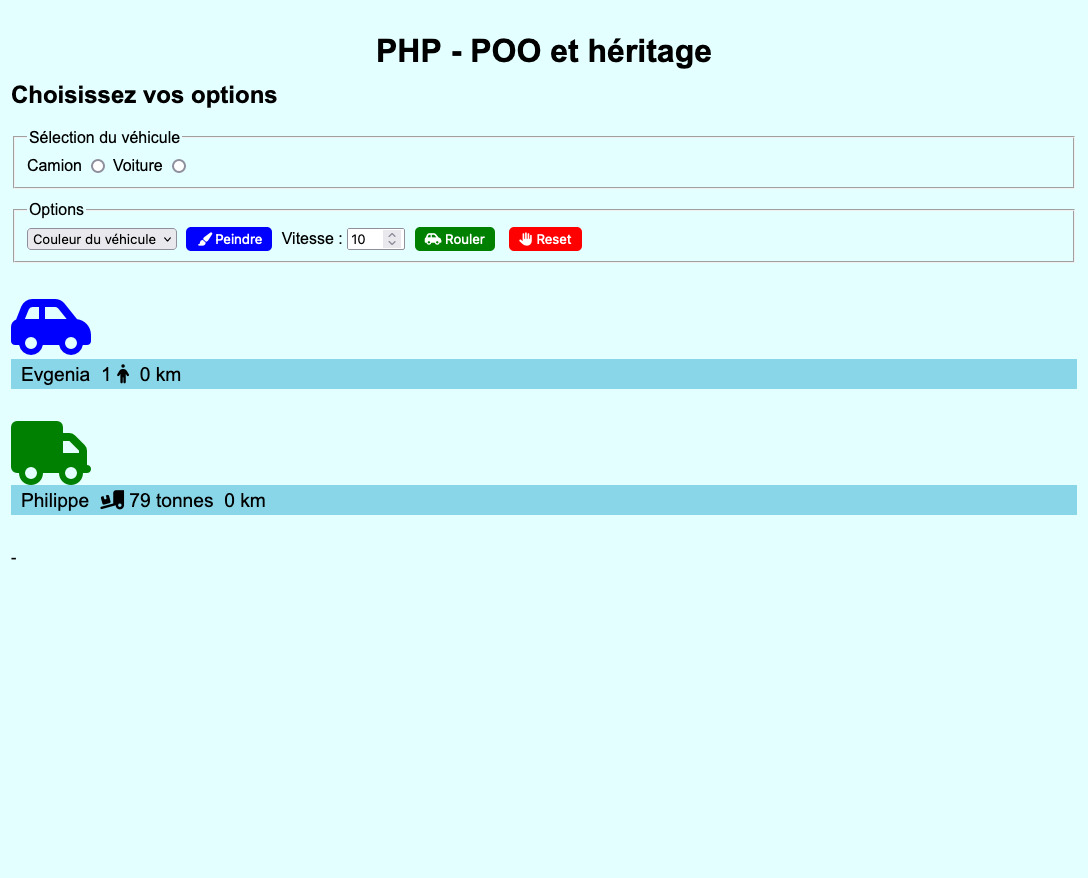 PHP - POO et héritage
Choisissez vos options
Sélection du véhicule
Camion Voiture
Options
Couleur du véhicule Peindre Vitesse : 10 Rouler Reset
Evgenia 1 0 km
Philippe 79 tonnes 0 km
-